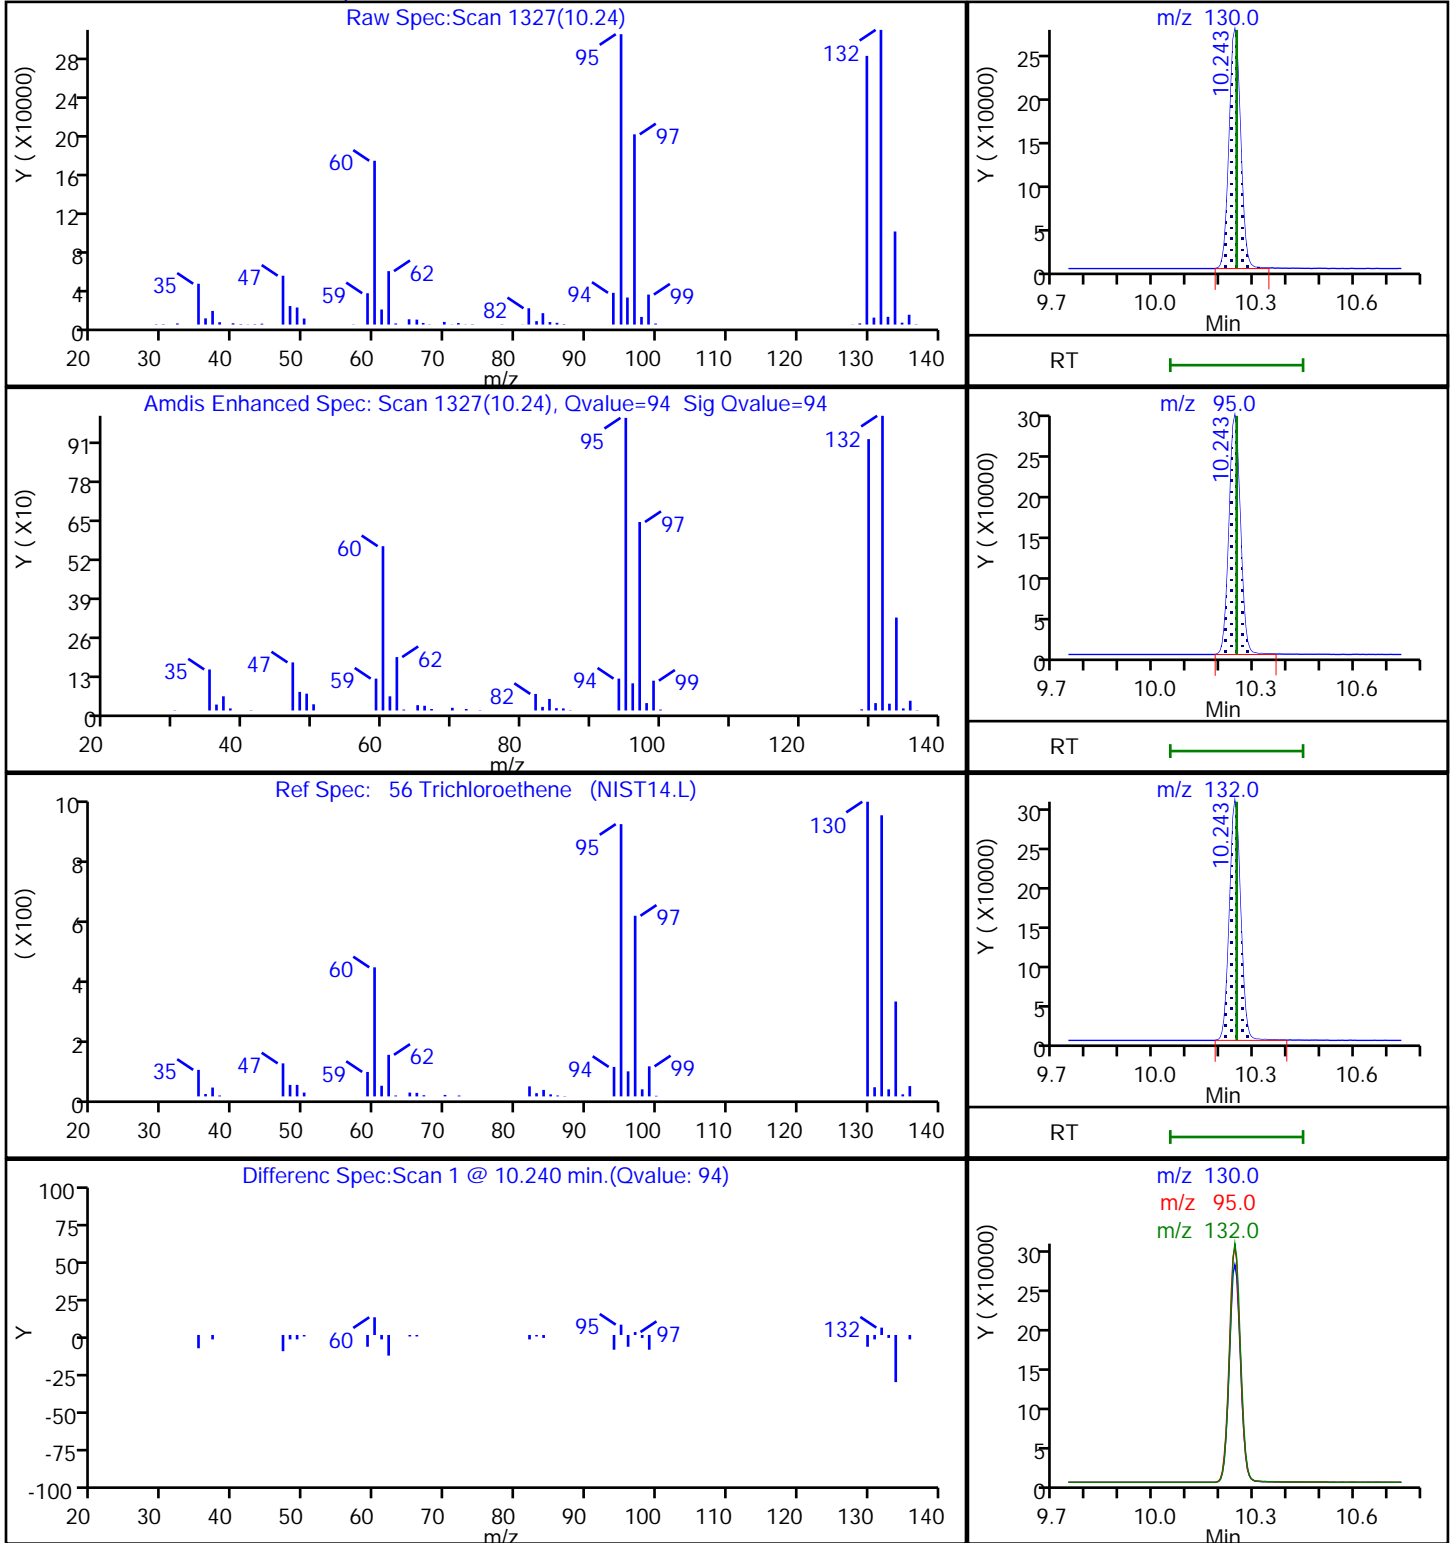 Raw Spec:Scan 1327(10.24)
Y ( X10000)
28
24
20
16
12
8
4
0
35
47
59
60
62
82
94
95
97
99
132
20 30 40 50 60 70 80 90 100 110 120 130 140
m/z
m/z 130.0
Y ( X10000)
25
20
15
10
5
0
10.243
9.7 10.0 10.3 10.6
Min
RT
Amdis Enhanced Spec: Scan 1327(10.24), Qvalue=94 Sig Qvalue=94
Y ( X10)
91
78
65
52
39
26
13
0
35
47
59
60
62
82
94
95
97
99
132
20 40 60 80 100 120 140
m/z
m/z 95.0
Y ( X10000)
30
25
20
15
10
5
0
10.243
9.7 10.0 10.3 10.6
Min
RT
Ref Spec: 56 Trichloroethene (NIST14.L)
( X100)
10
8
6
4
2
0
35
47
59
60
62
94
95
97
99
130
20 30 40 50 60 70 80 90 100 110 120 130 140
m/z 132.0
Y ( X10000)
30
25
20
15
10
5
0
10.243
9.7 10.0 10.3 10.6
Min
RT
Differenc Spec:Scan 1 @ 10.240 min.(Qvalue: 94)
Y
100
75
50
25
0
-25
-50
-75
-100
60
95
97
132
20 30 40 50 60 70 80 90 100 110 120 130 140
m/z
m/z 130.0
m/z 95.0
m/z 132.0
Y ( X10000)
30
25
20
15
10
5
0
9.7 10.0 10.3 10.6
Min